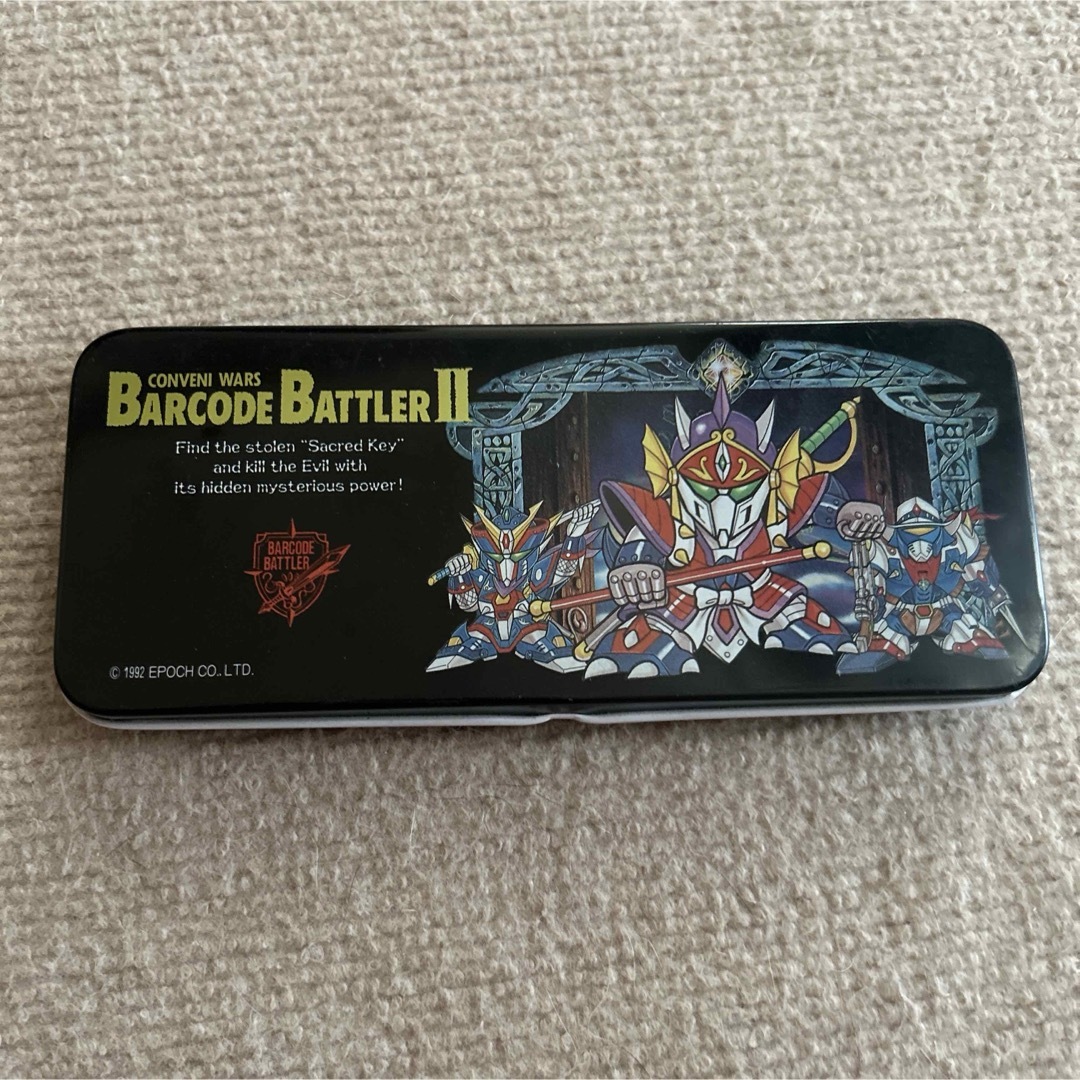 CONVENI WARS
BARCODE BATTLER II
Find the stolen "Sacred Key"
and kill the Evil with
its hidden mysterious power!
BARCODE
BATTLER
© 1992 EPOCH CO., LTD.